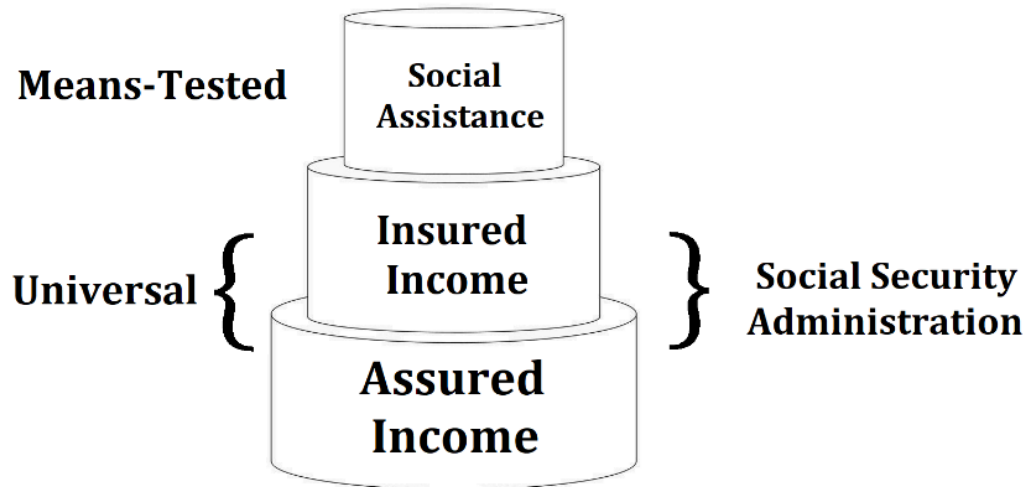 Means-Tested
Social
Assistance
Insured
Income
Universal
Social Security
Administration
Assured
Income